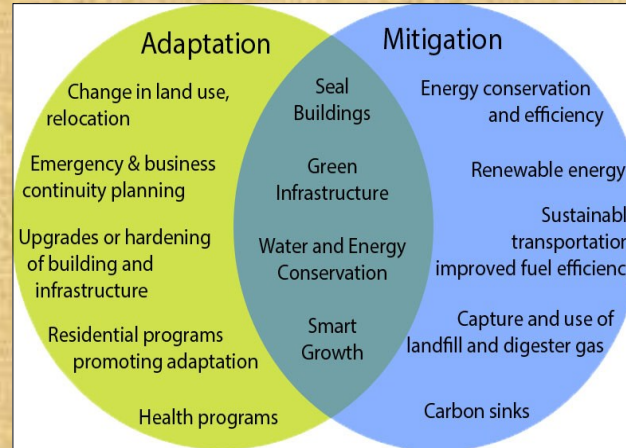 Adaptation
Change in land use,
relocation
Emergency & business
continuity planning
Upgrades or hardening
of building and
infrastructure
Residential programs
promoting adaptation
Health programs
Seal
Buildings
Green
Infrastructure
Water and Energy
Conservation
Smart
Growth
Mitigation
Energy conservation
and efficiency
Renewable energy
Sustainabl
transportation
improved fuel efficienc
Capture and use of
landfill and digester gas
Carbon sinks